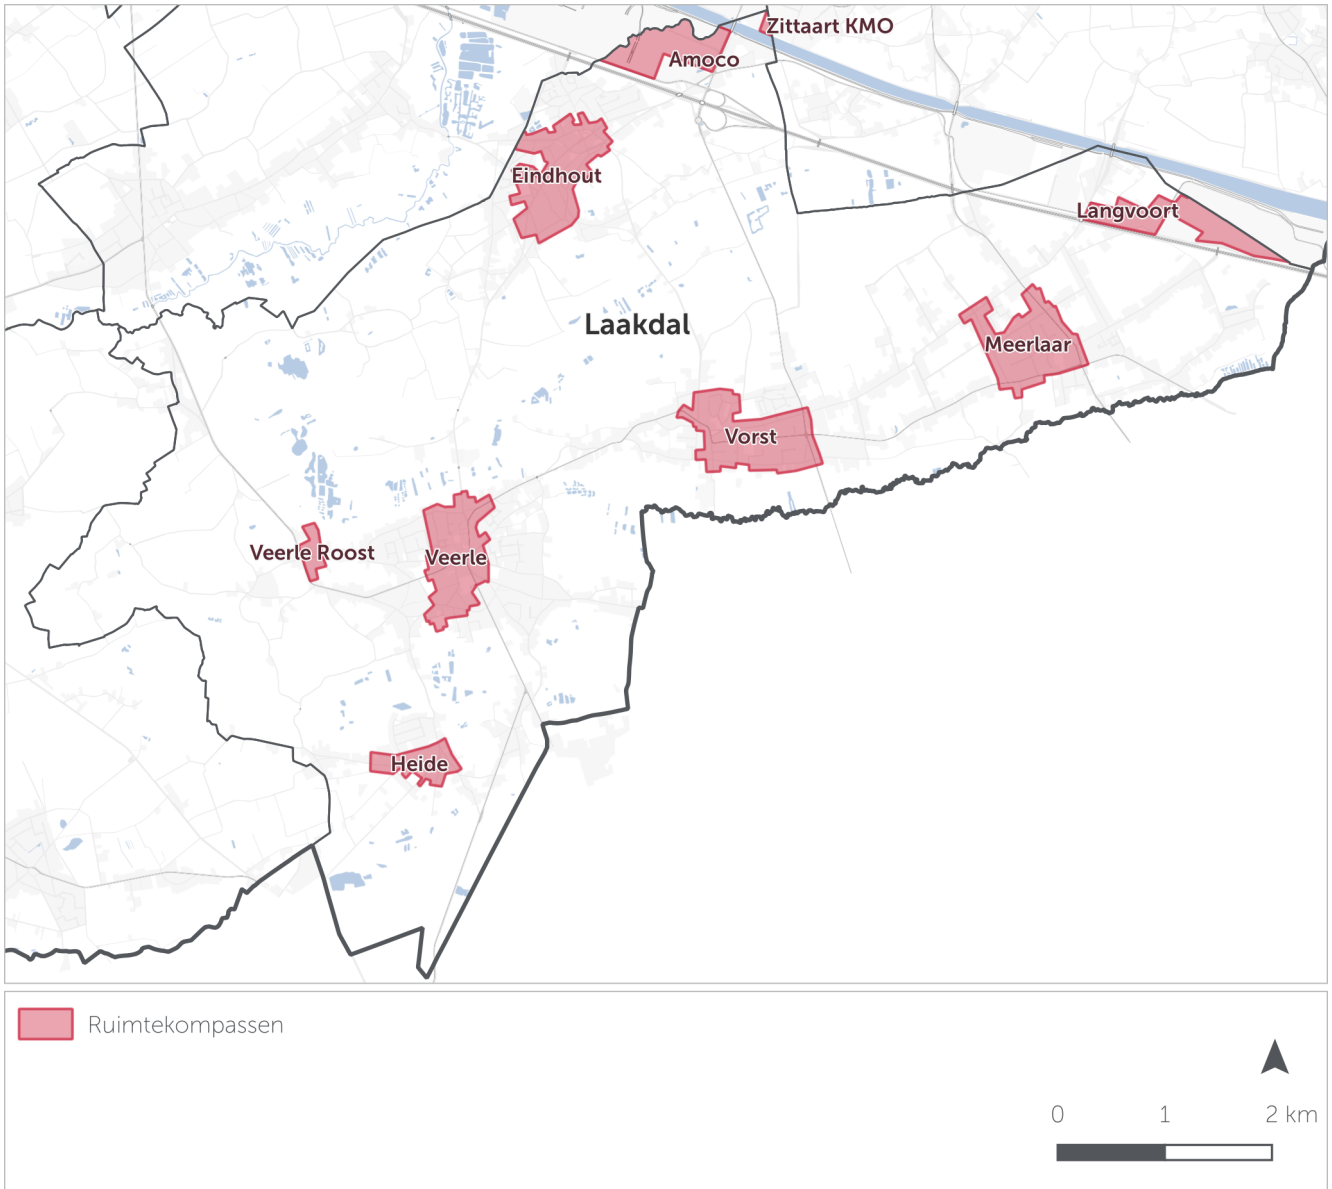 Zittaart KMO
Amoco
Eindhout
Langvoort
Laakdal
Meerlaar
Vorst
Veerle Roost
Veerle
Heide
Ruimtekompassen
0 1 2 km